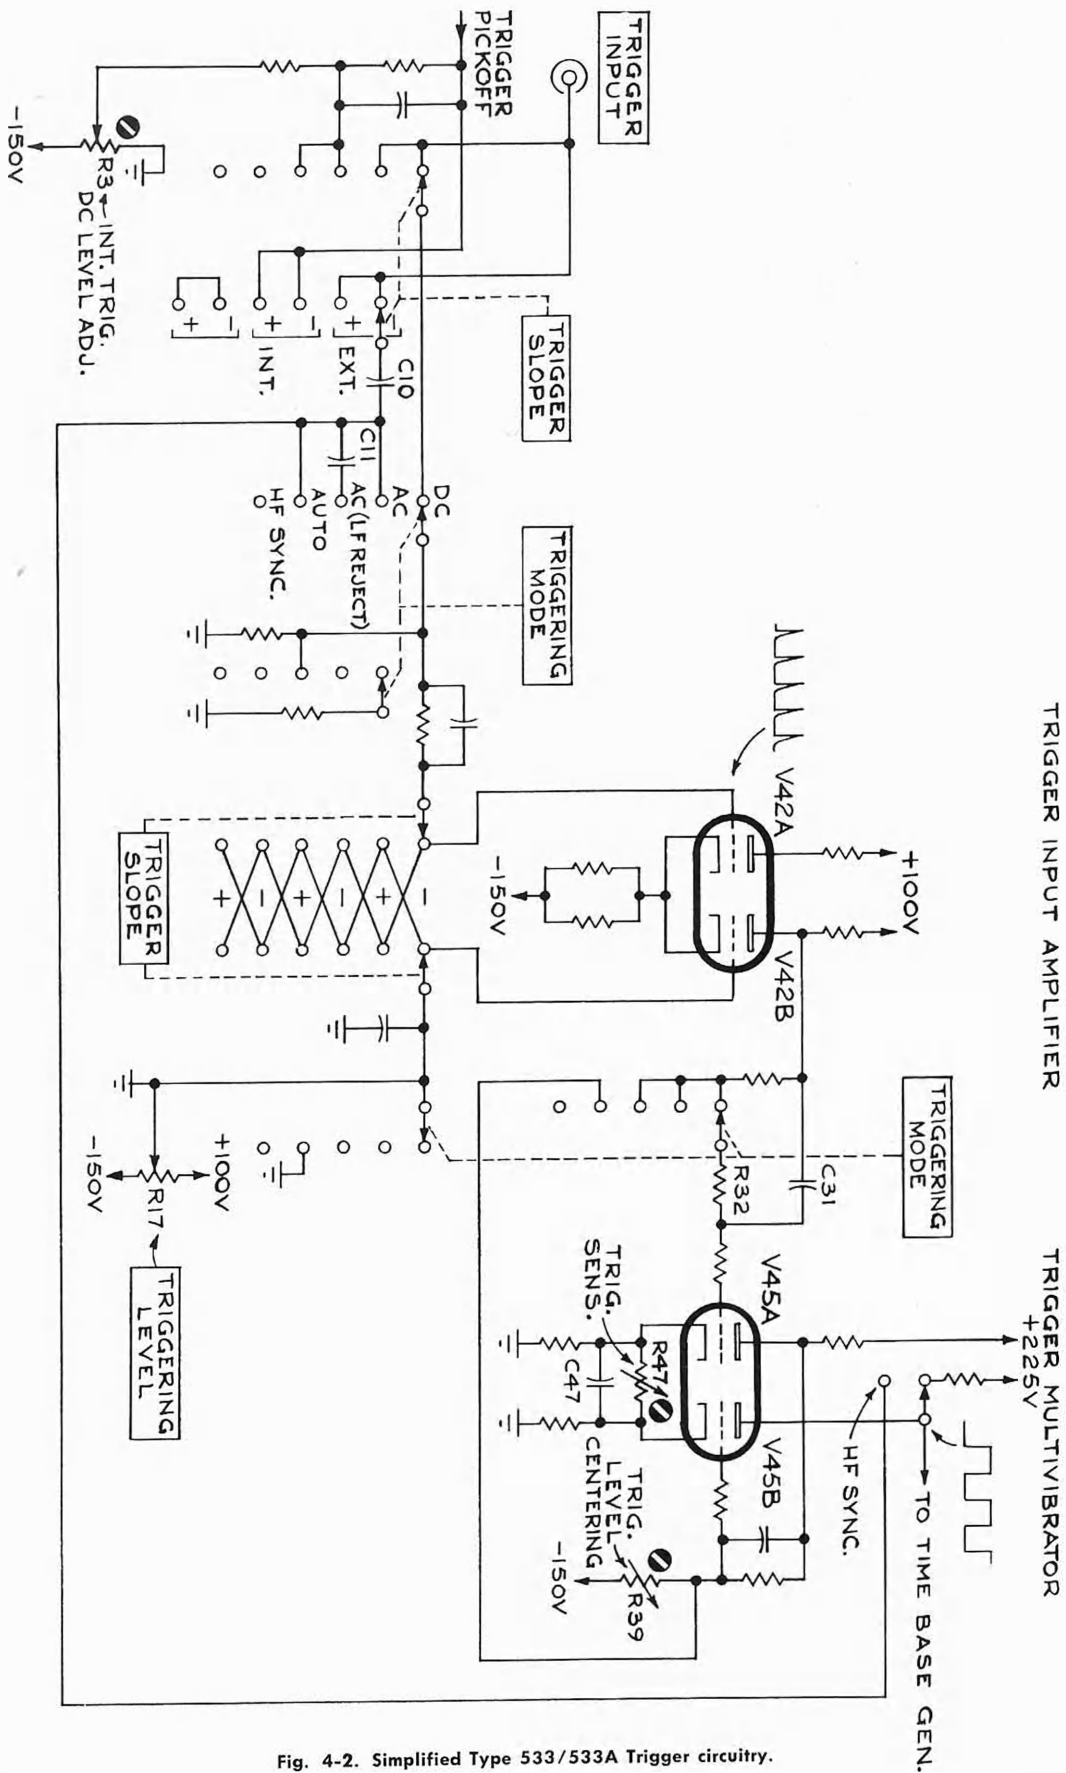 TRIGGER INPUT AMPLIFIER
TRIGGER MULTIVIBRATOR
TRIGGER
INPUT
TRIGGER
PICKOFF
-150V
R3
INT. TRIG.
DC LEVEL ADJ.
TRIGGER
SLOPE
-
+
EXT.
-
+
INT.
-
+
C10
C11
DC
AC
AC (LF REJECT)
AUTO
HF SYNC.
TRIGGERING
MODE
V42A
V42B
+100V
-150V
-
+
-
+
-
+
TRIGGER
SLOPE
TRIGGERING
MODE
C31
R32
+100V
-150V
R17
TRIGGERING
LEVEL
+225V
V45A
V45B
TRIG.
SENS.
R47
C47
TRIG.
LEVEL
CENTERING
R39
-150V
HF SYNC.
TO TIME BASE GEN.
Fig. 4-2. Simplified Type 533/533A Trigger circuitry.